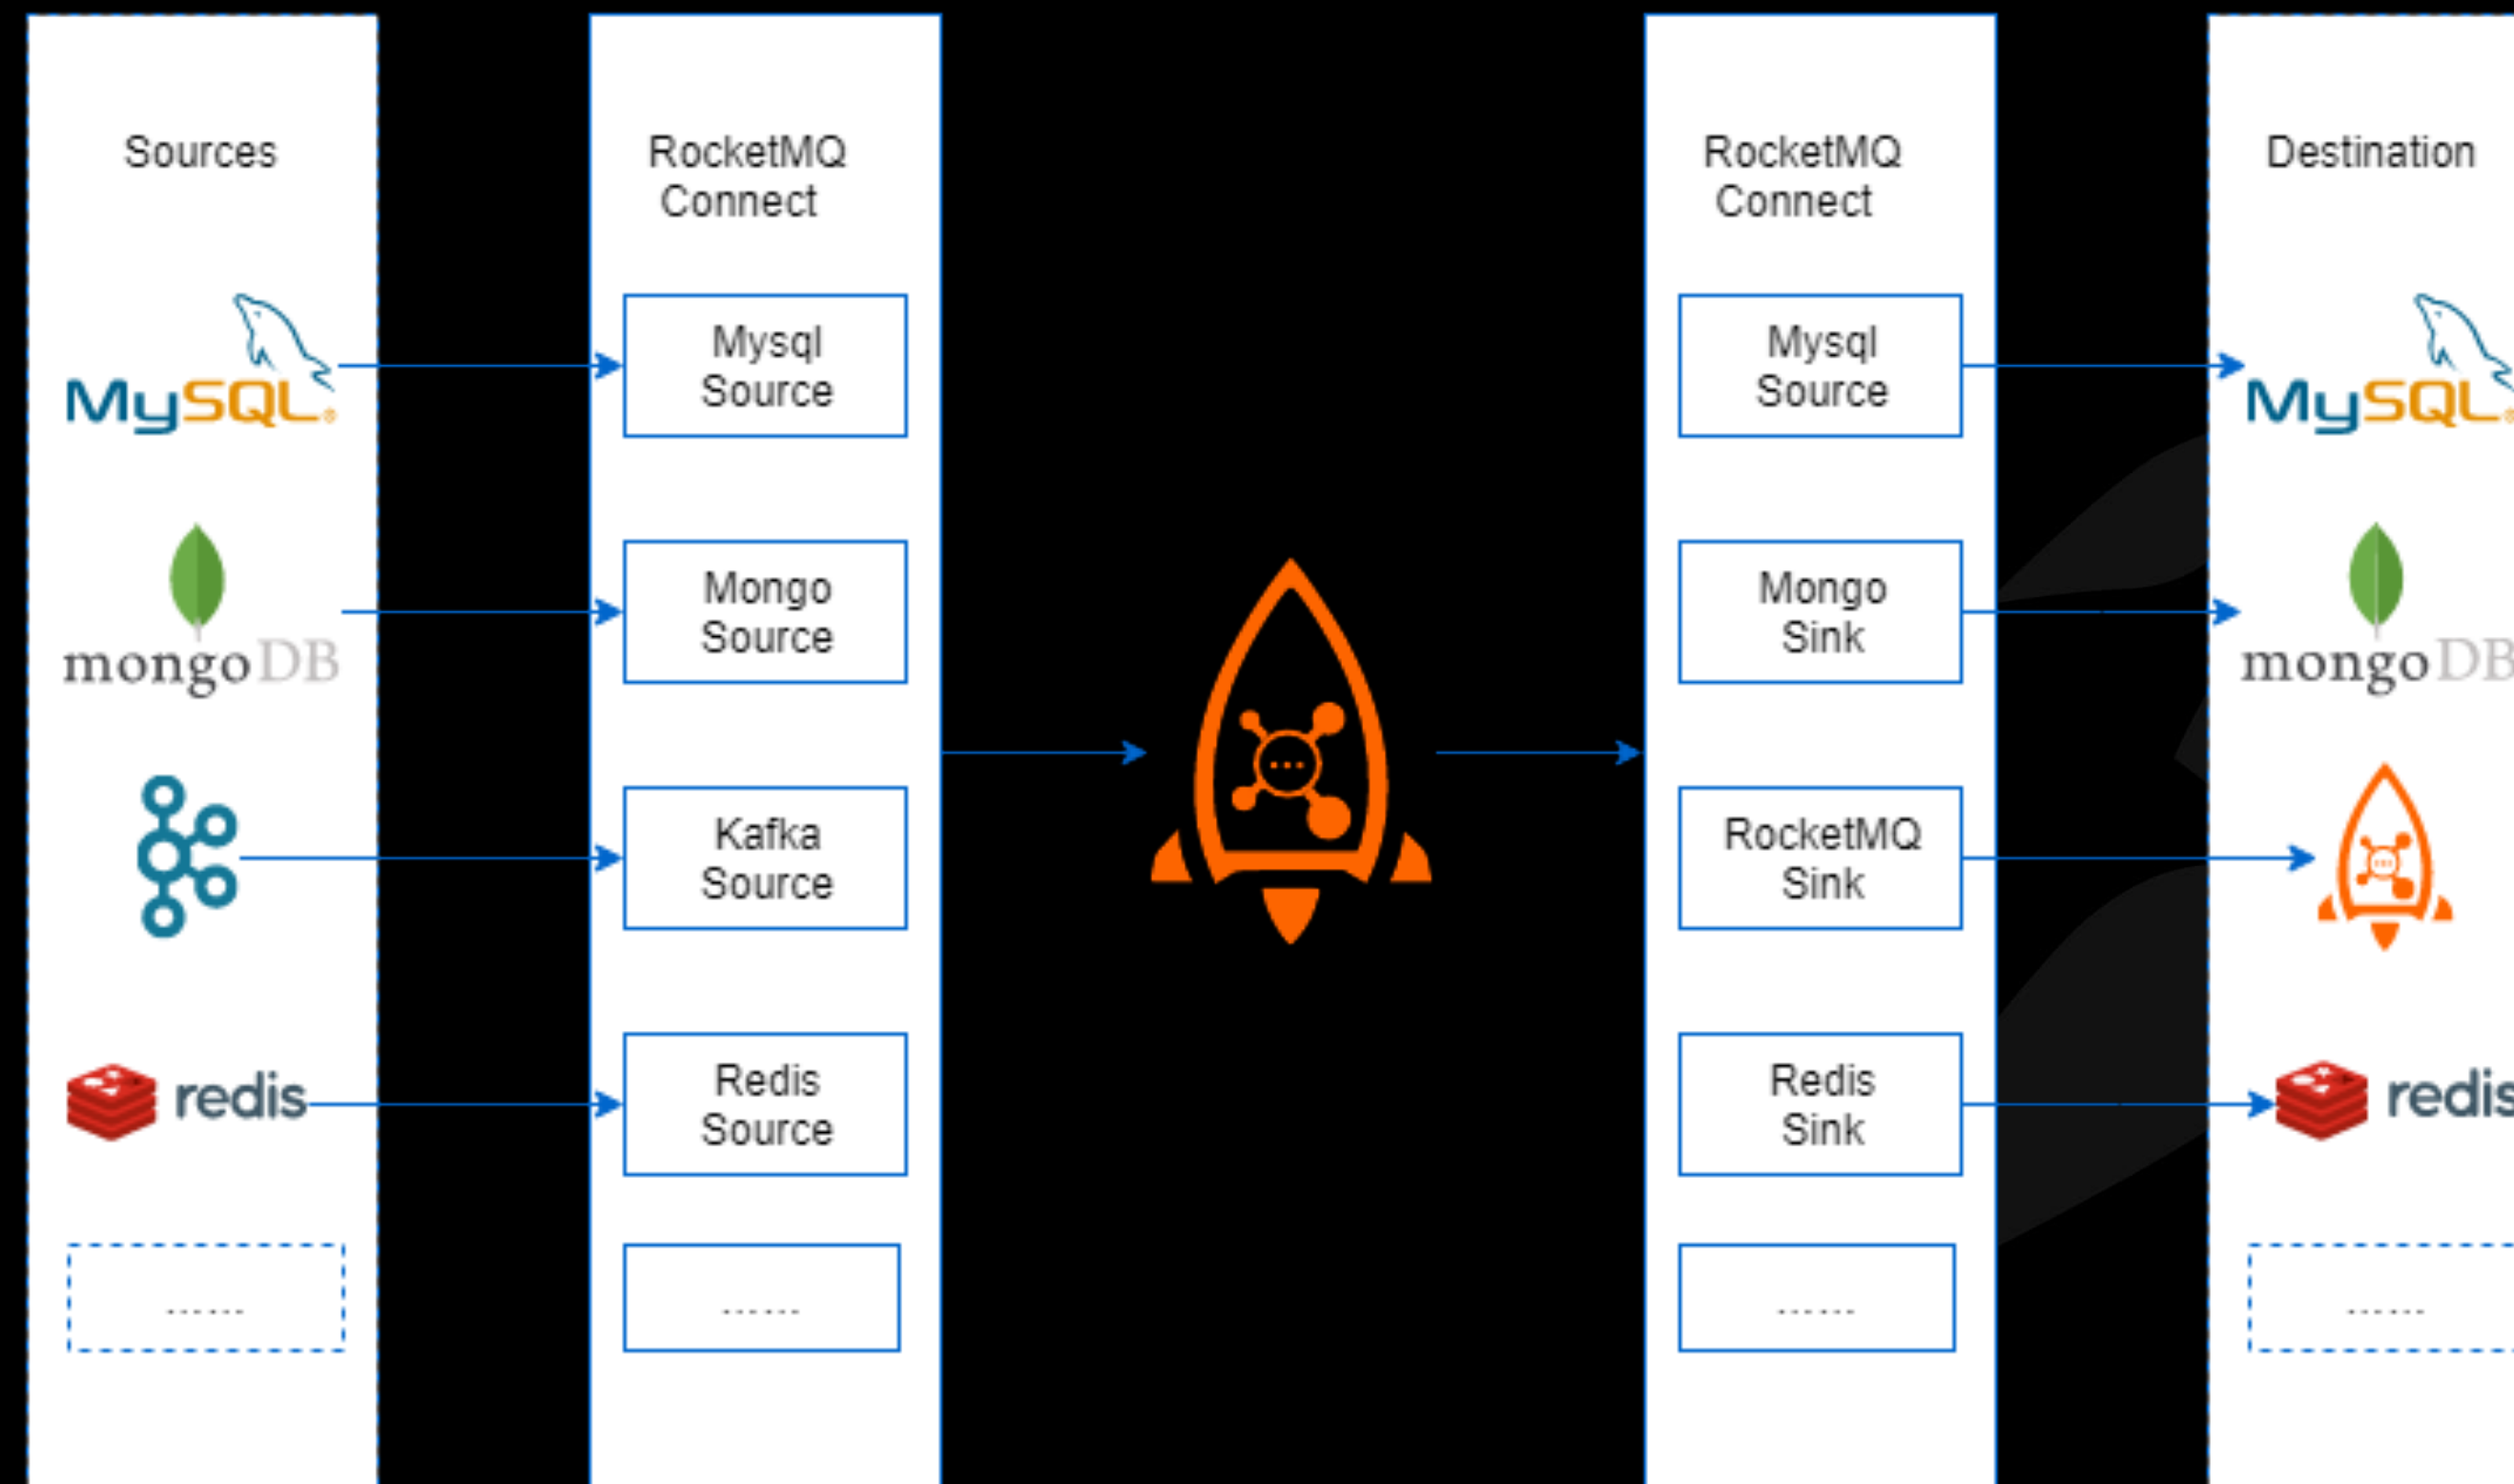 Sources
MySQL®
mongoDB
redis
......
RocketMQ
Connect
Mysql
Source
Mongo
Source
Kafka
Source
Redis
Source
......
RocketMQ
Connect
Mysql
Source
Mongo
Sink
RocketMQ
Sink
Redis
Sink
......
Destination
MySQL®
mongoDB
redis
......